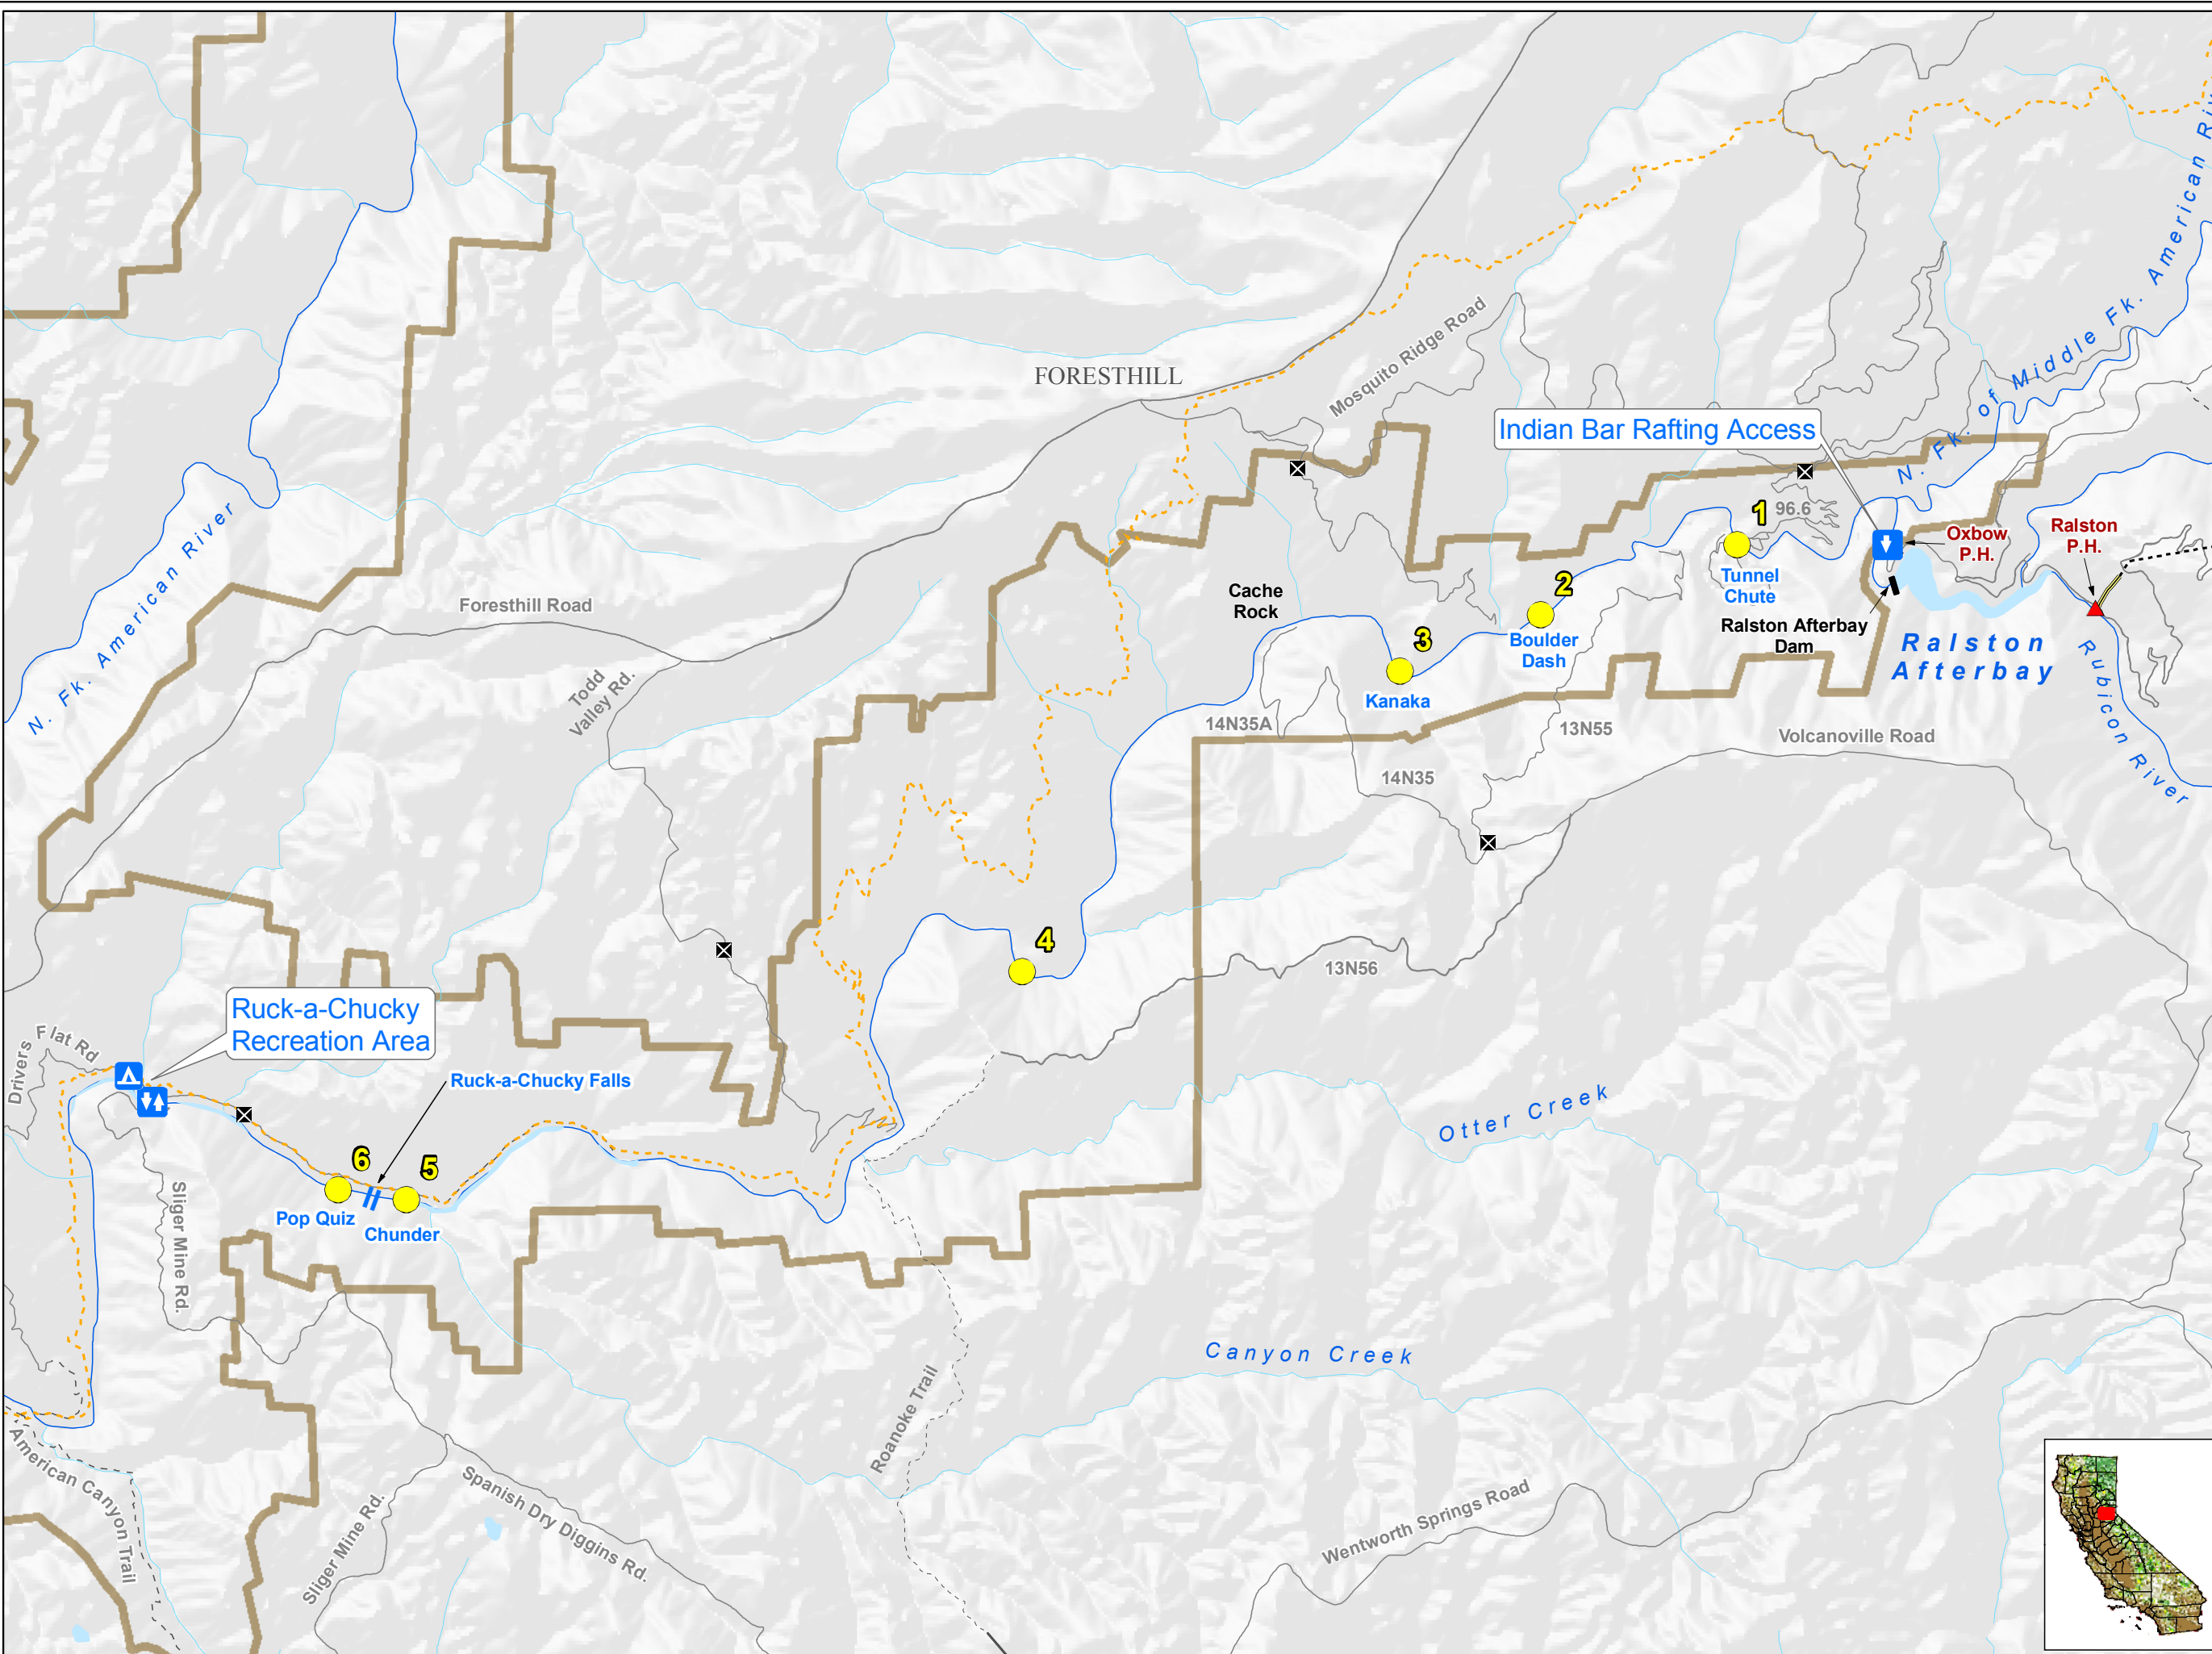 FORESTHILL
Mosquito Ridge Road
Indian Bar Rafting Access
N. Fk. of Middle Fk. American
N. Fk. American River
1
96.6
Tunnel
Chute
Oxbow
P.H.
Ralston
P.H.
Ralston Afterbay
Dam
Ralston
Afterbay
Rubicon River
2
Boulder
Dash
Cache
Rock
3
Kanaka
Foresthill Road
Todd
Valley Rd.
14N35A
14N35
13N55
Volcanoville Road
4
13N56
Ruck-a-Chucky
Recreation Area
Drivers Flat Rd
Ruck-a-Chucky Falls
Otter Creek
6
5
Pop Quiz
Chunder
Sliger Mine Rd.
Canyon Creek
Roanoke Trail
American Canyon Trail
Sliger Mine Rd.
Spanish Dry Diggins Rd.
Wentworth Springs Road